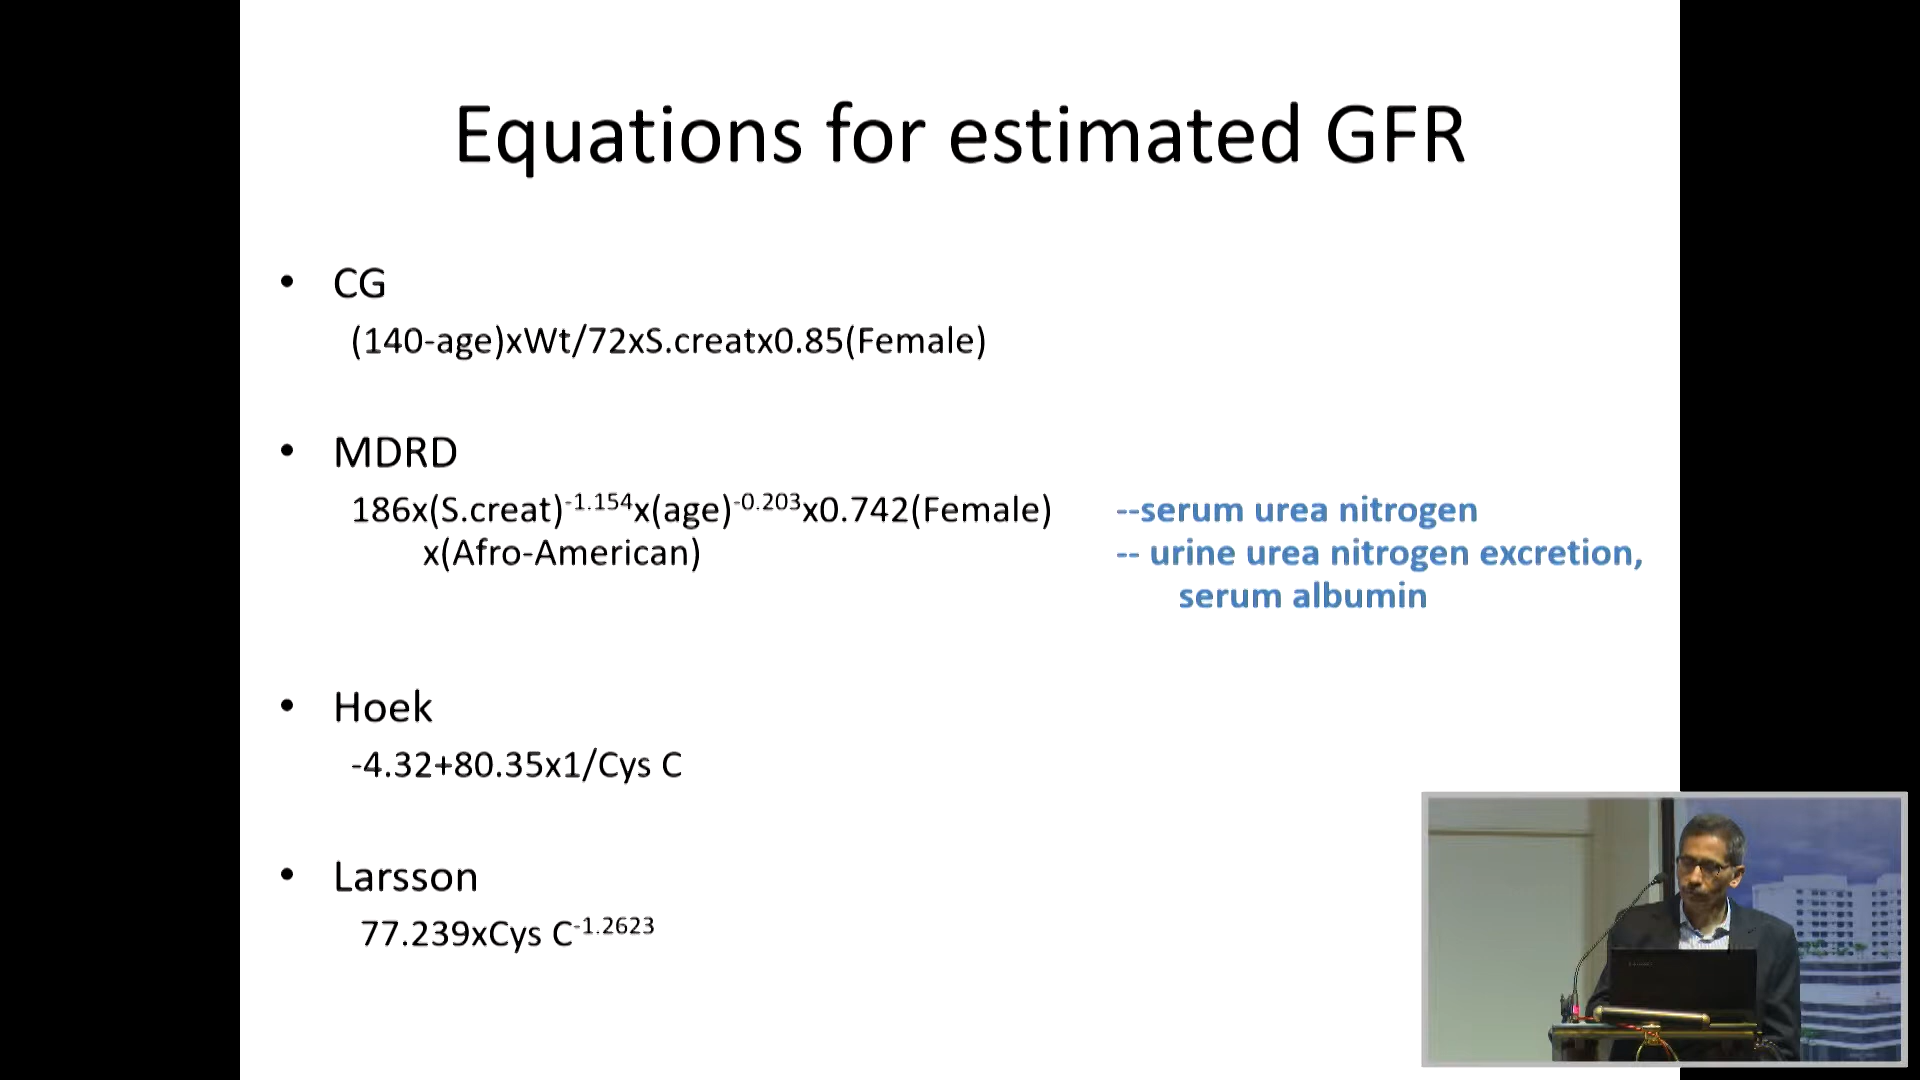 Equations for estimated GFR
• CG
(140-age)xWt/72xS.creatx0.85(Female)
• MDRD
186x(S.creat)-1.154x(age)-0.203x0.742(Female) --serum urea nitrogen
x(Afro-American) -- urine urea nitrogen excretion,
serum albumin
• Hoek
-4.32+80.35x1/Cys C
• Larsson
77.239xCys C-1.2623